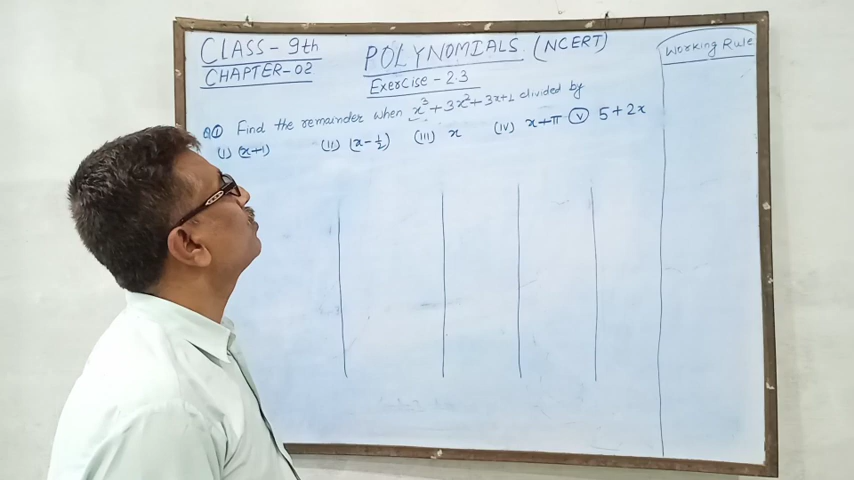 CLASS - 9th
CHAPTER - 02
POLYNOMIALS (NCERT)
Exercise - 2.3
Working Rule
Q① Find the remainder when x³ + 3x² + 3x+1 divided by
(I) (x+1) (II) (x-½) (III) x (IV) x+π Ⓥ 5+2x